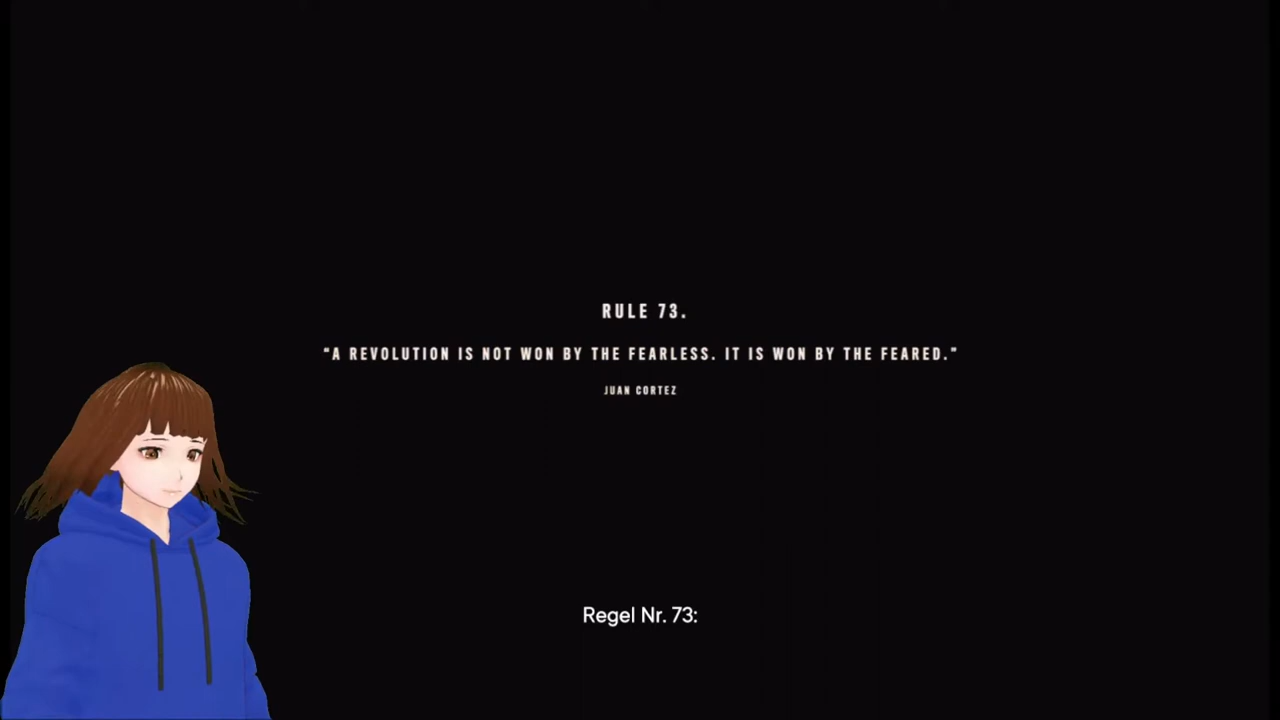 RULE 73.
“A REVOLUTION IS NOT WON BY THE FEARLESS. IT IS WON BY THE FEARED.”
JUAN CORTEZ
Regel Nr. 73: